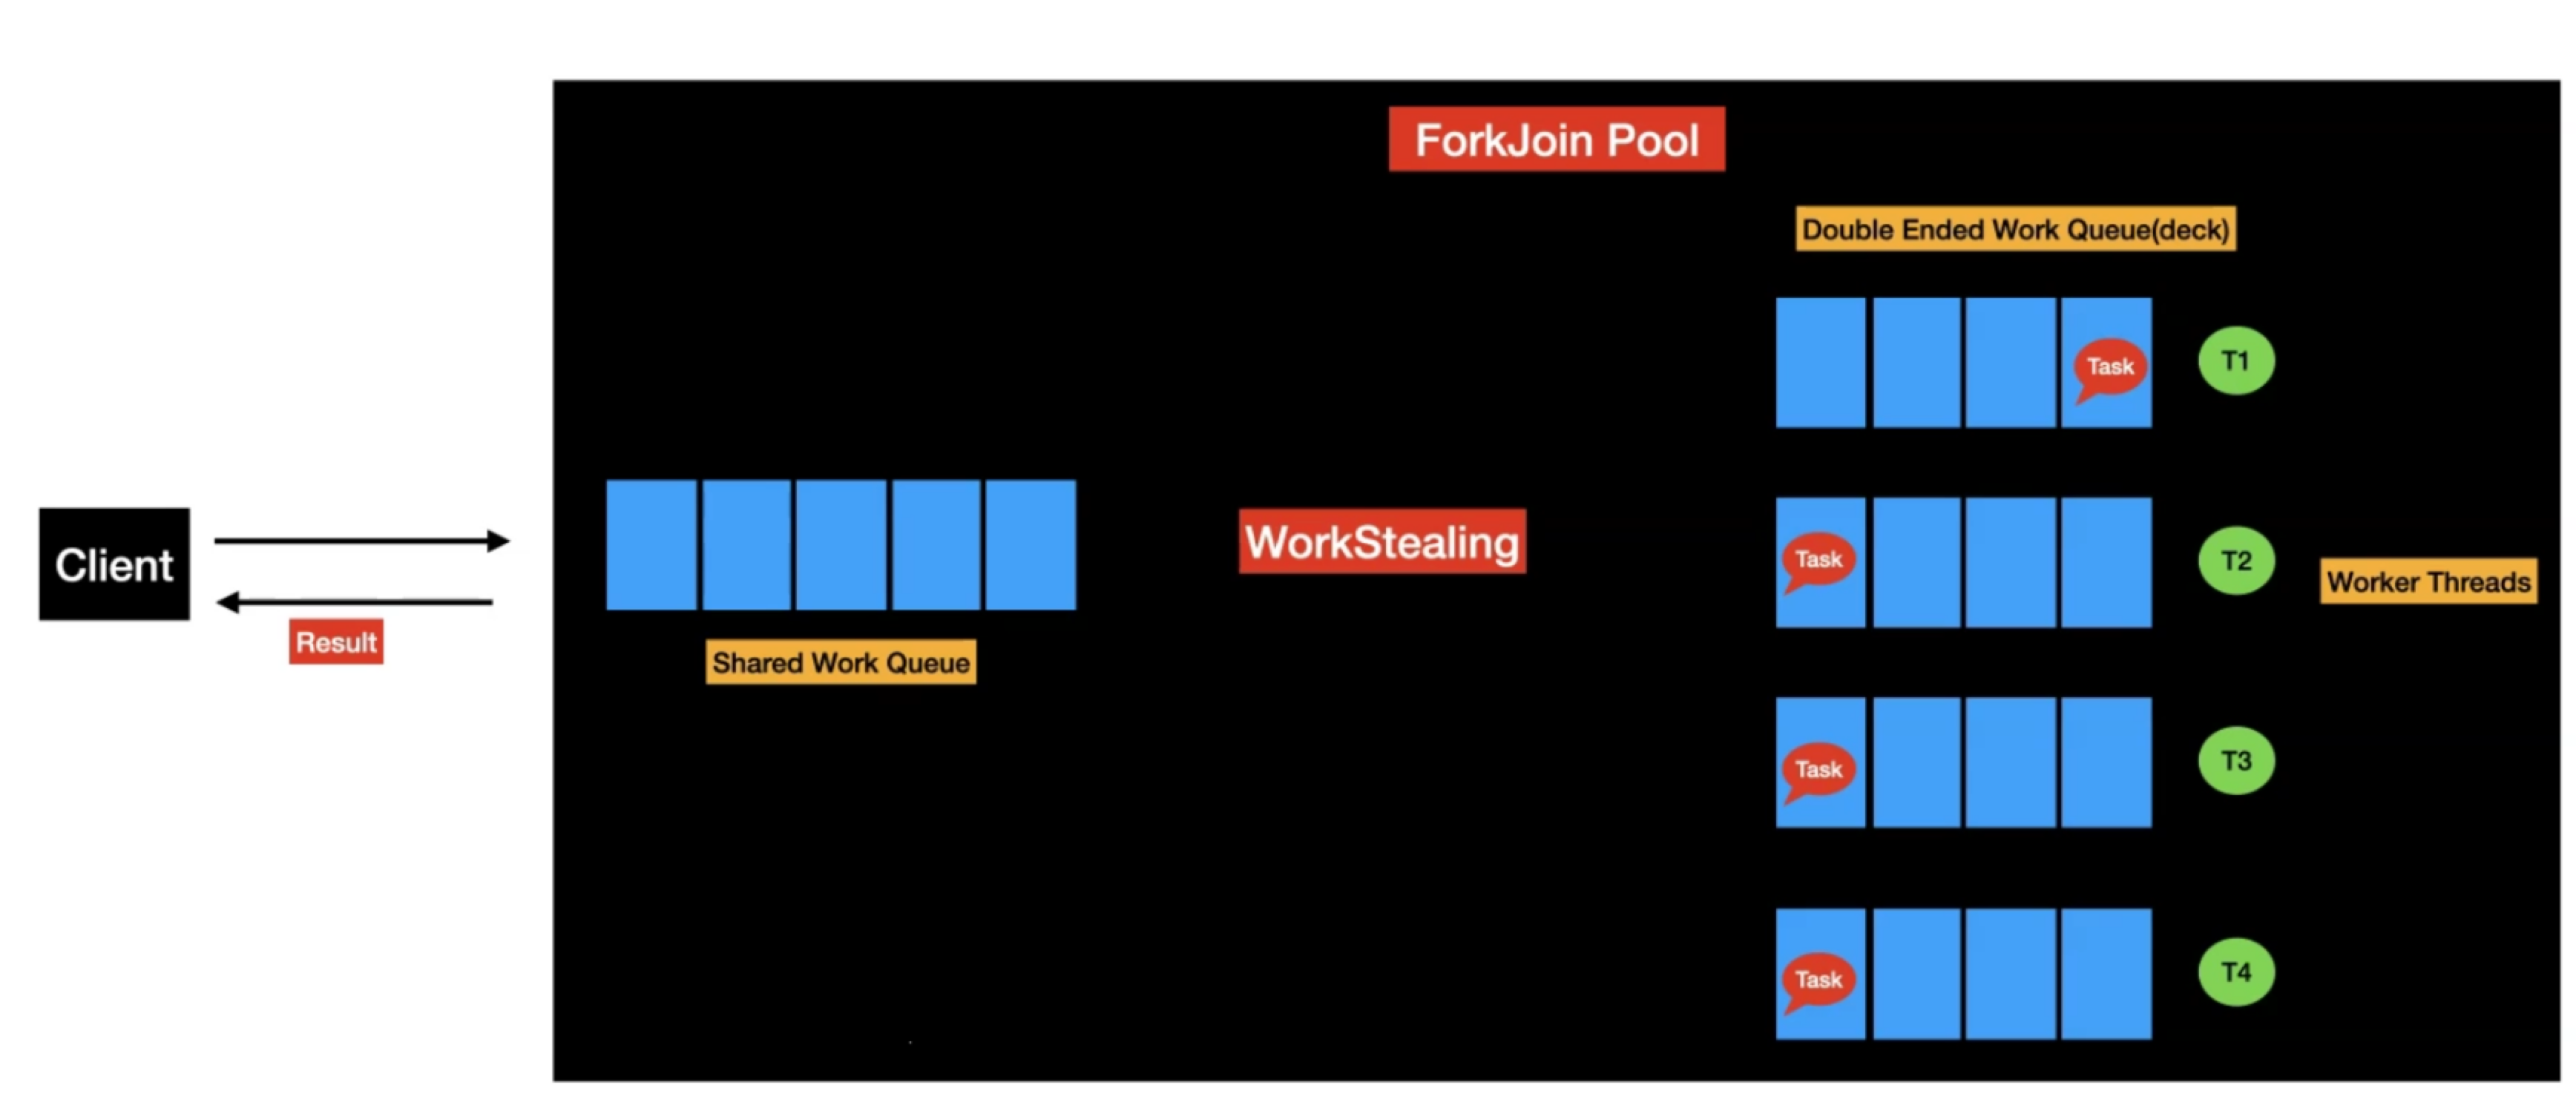 ForkJoin Pool
Double Ended Work Queue(deck)
Task
T1
Client
Result
Shared Work Queue
WorkStealing
Task
T2
Worker Threads
Task
T3
Task
T4